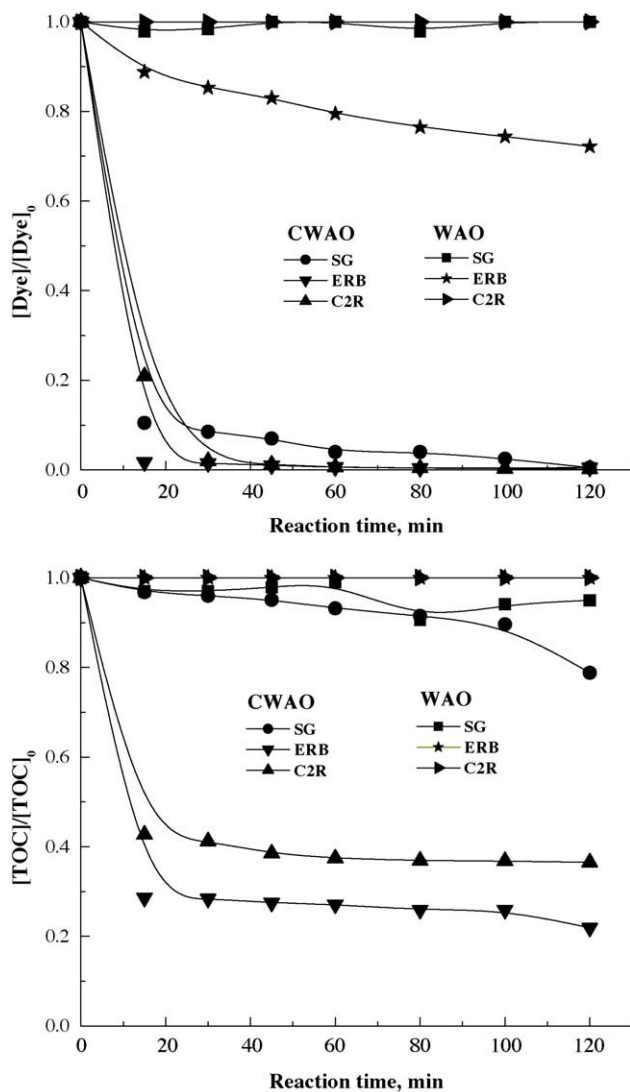 1.0
0.8
0.6
0.4
0.2
0.0
[Dye]/[Dye]0
CWAO
SG
ERB
C2R
WAO
SG
ERB
C2R
0 20 40 60 80 100 120
Reaction time, min
1.0
0.8
0.6
0.4
0.2
0.0
[TOC]/[TOC]0
CWAO
SG
ERB
C2R
WAO
SG
ERB
C2R
0 20 40 60 80 100 120
Reaction time, min